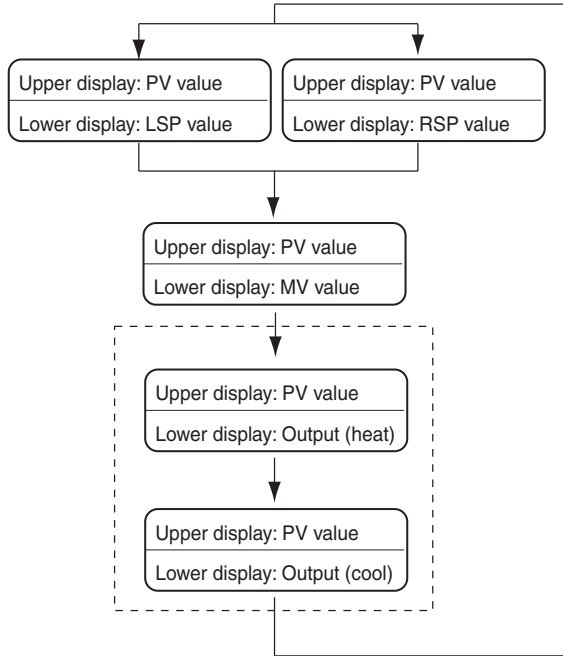 Upper display: PV value
Lower display: LSP value
Upper display: PV value
Lower display: RSP value
Upper display: PV value
Lower display: MV value
Upper display: PV value
Lower display: Output (heat)
Upper display: PV value
Lower display: Output (cool)